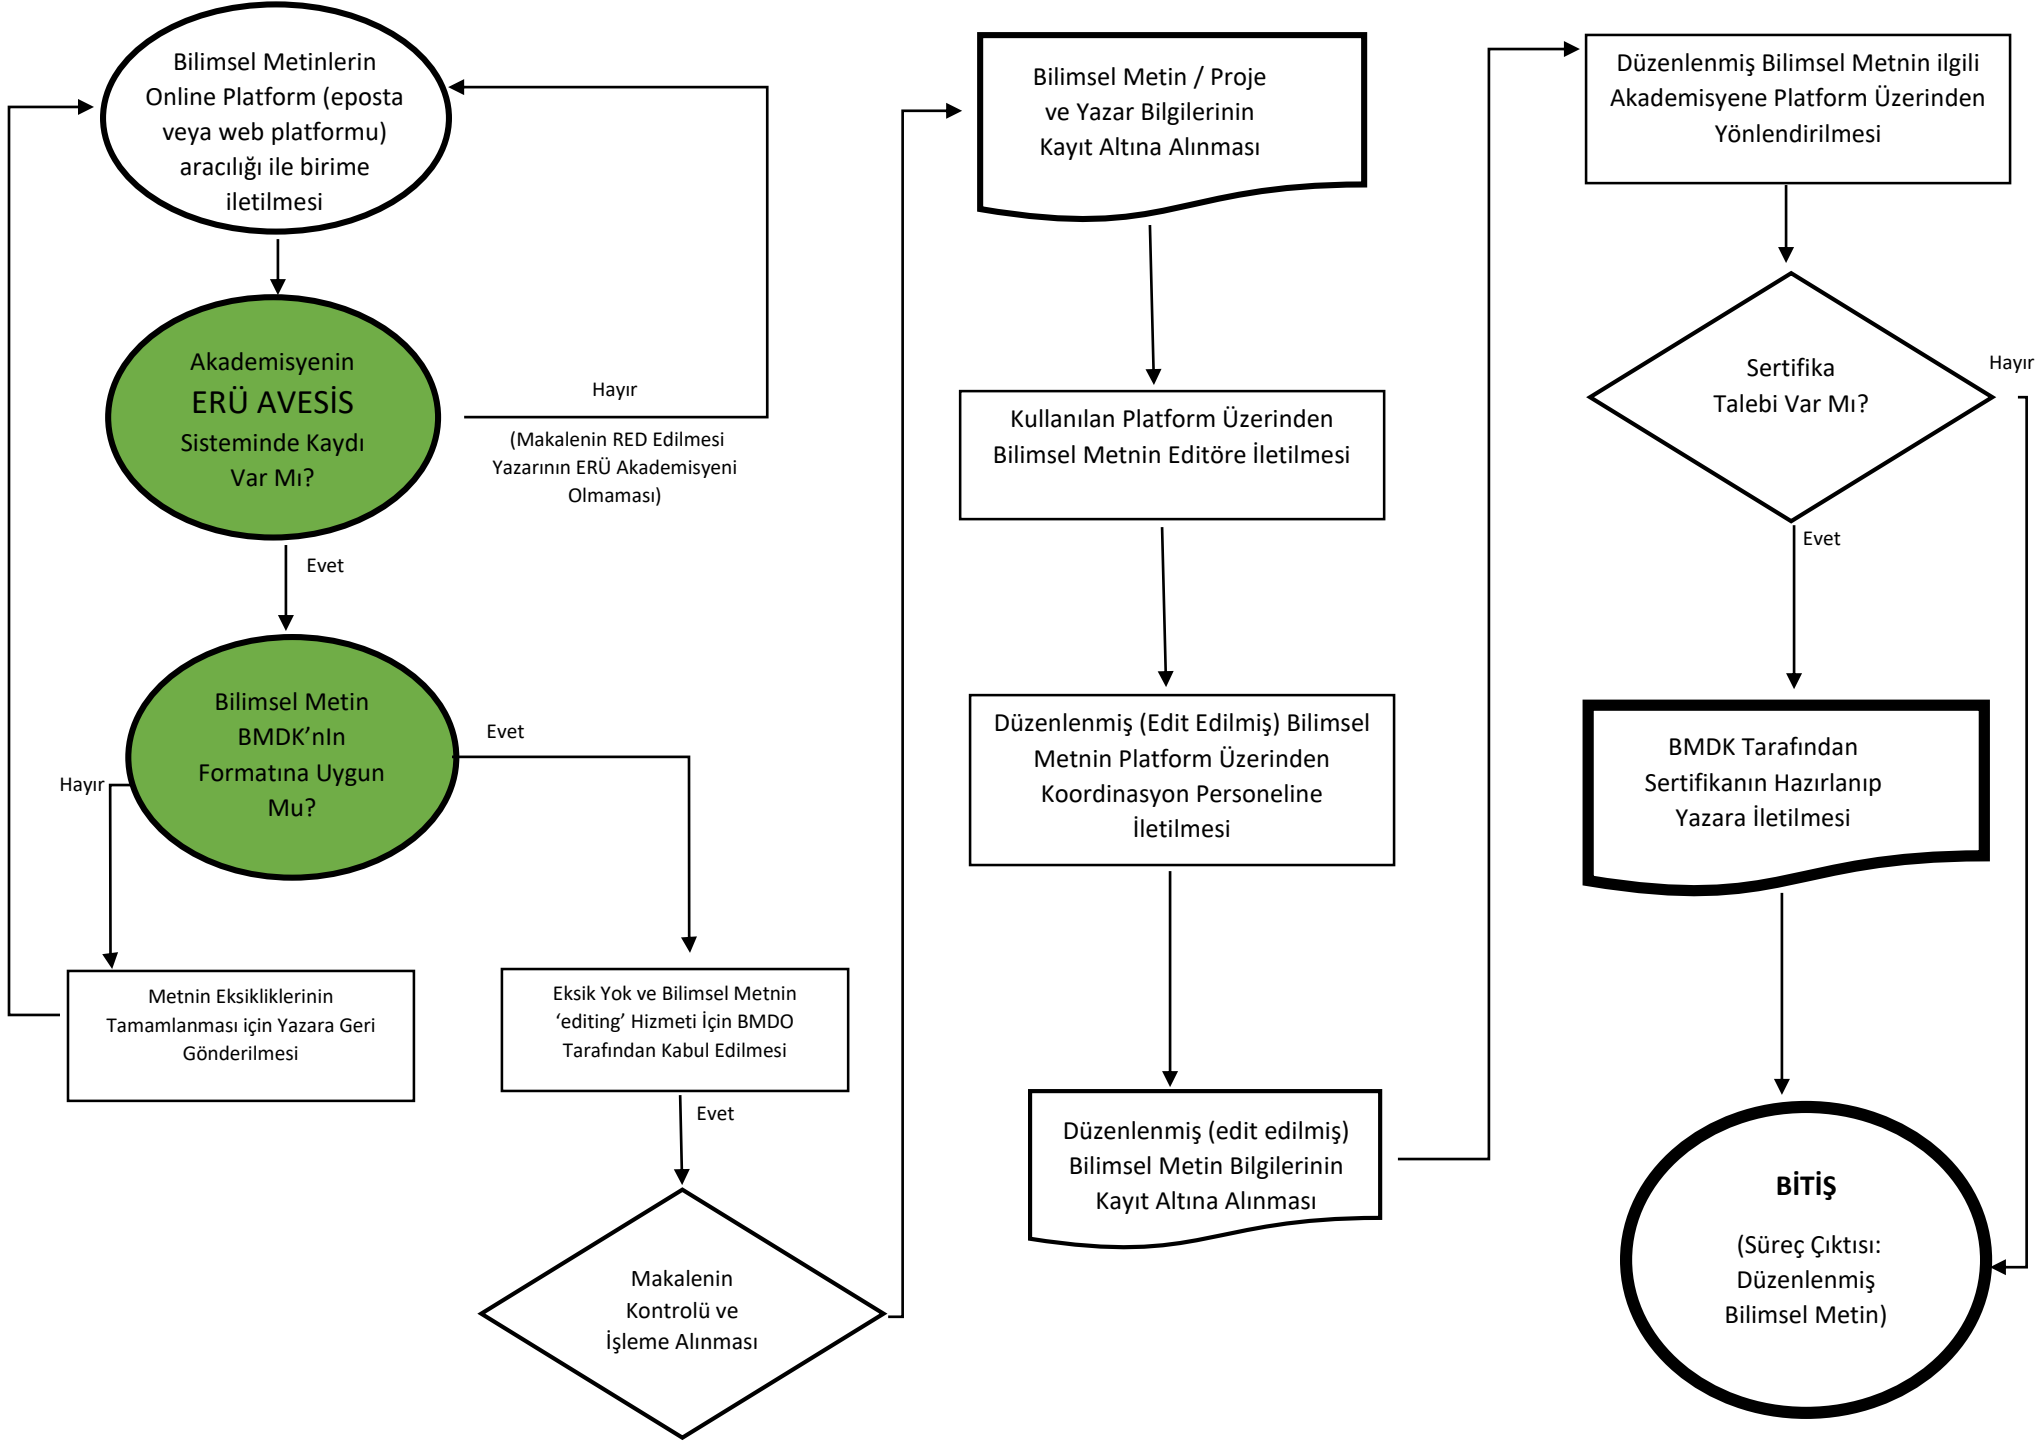 Bilimsel Metinlerin
Online Platform (eposta
veya web platformu)
aracılığı ile birime
iletilmesi
Akademisyenin
ERÜ AVESİS
Sisteminde Kaydı
Var Mı?
Hayır
(Makalenin RED Edilmesi
Yazarının ERÜ Akademisyeni
Olmaması)
Evet
Bilimsel Metin
BMDK’nIn
Formatına Uygun
Mu?
Evet
Hayır
Metnin Eksikliklerinin
Tamamlanması için Yazara Geri
Gönderilmesi
Eksik Yok ve Bilimsel Metnin
‘editing’ Hizmeti İçin BMDO
Tarafından Kabul Edilmesi
Evet
Makalenin
Kontrolü ve
İşleme Alınması
Bilimsel Metin / Proje
ve Yazar Bilgilerinin
Kayıt Altına Alınması
Kullanılan Platform Üzerinden
Bilimsel Metnin Editöre İletilmesi
Düzenlenmiş (Edit Edilmiş) Bilimsel
Metnin Platform Üzerinden
Koordinasyon Personeline
İletilmesi
Düzenlenmiş (edit edilmiş)
Bilimsel Metin Bilgilerinin
Kayıt Altına Alınması
Düzenlenmiş Bilimsel Metnin ilgili
Akademisyene Platform Üzerinden
Yönlendirilmesi
Sertifika
Talebi Var Mı?
Hayır
Evet
BMDK Tarafından
Sertifikanın Hazırlanıp
Yazara İletilmesi
BİTİŞ
(Süreç Çıktısı:
Düzenlenmiş
Bilimsel Metin)